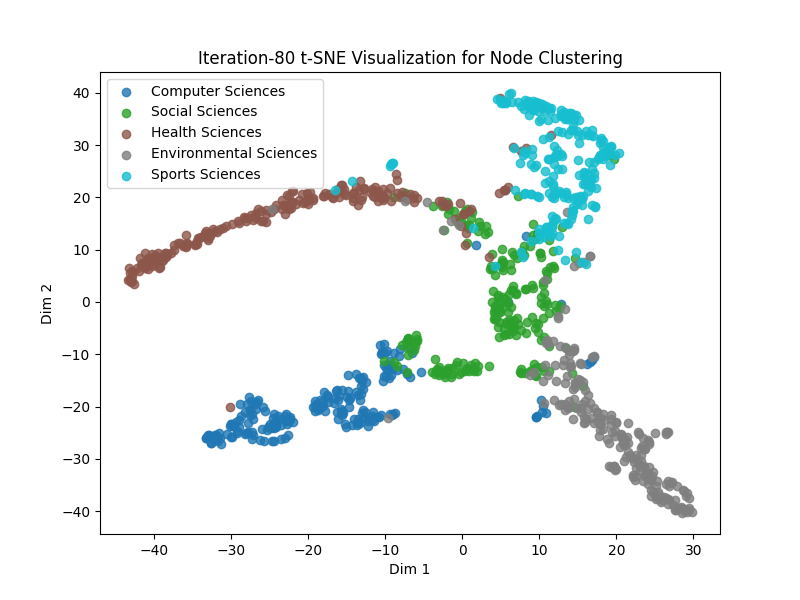 Iteration-80 t-SNE Visualization for Node Clustering
Computer Sciences
Social Sciences
Health Sciences
Environmental Sciences
Sports Sciences
40
30
20
10
0
−10
−20
−30
−40
Dim 2
−40
−30
−20
−10
0
10
20
30
Dim 1